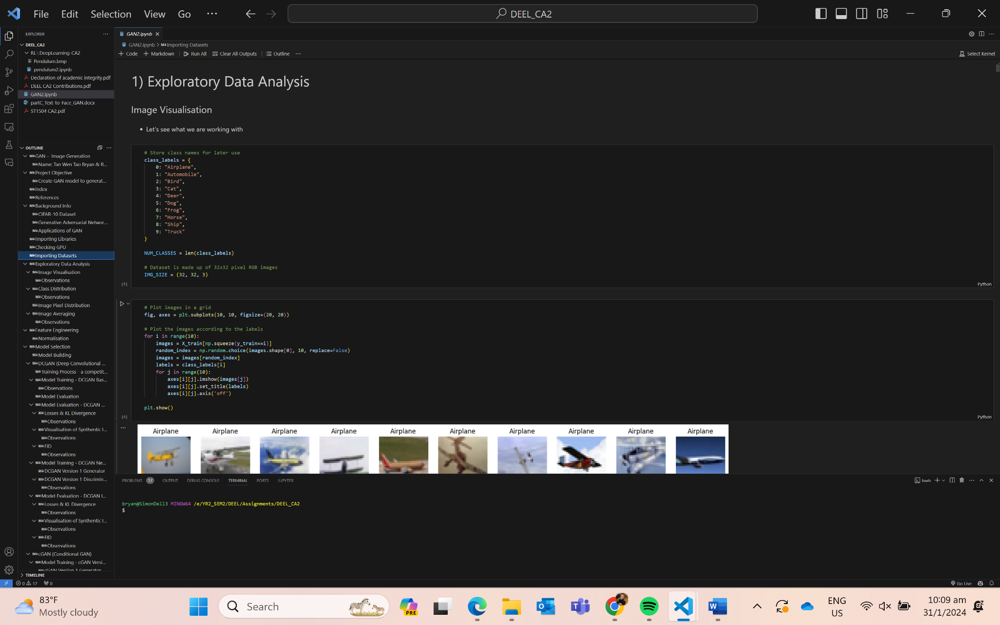 File Edit Selection View Go ··· DEEL_CA2
EXPLORER
DEEL_CA2
RL\DeepLearning-CA2
Pendulum.bmp
pendulum2.ipynb
Declaration of academic integrity.pdf
DEEL CA2 Contributions.pdf
GAN2.ipynb
partC_Text-to-Face_GAN.docx
ST1504 CA2.pdf
OUTLINE
M↓GAN - Image Generation
M↓Name: Tan Wen Tao Bryan & R...
M↓Project Objective
M↓Create GAN model to generat...
M↓Index
M↓References
M↓Background Info
M↓CIFAR-10 Dataset
M↓Generative Adversarial Networ...
M↓Applications of GAN
M↓Importing Libraries
M↓Checking GPU
M↓Importing Datasets
M↓Exploratory Data Analysis
M↓Image Visualisation
M↓Observations
M↓Class Distribution
M↓Observations
M↓Image Pixel Distribution
M↓Image Averaging
M↓Observations
M↓Feature Engineering
M↓Normalisation
M↓Model Selection
M↓Model Building
M↓DCGAN (Deep Convolutional ...
M↓Training Process - a competit...
M↓Model Training - DCGAN Bas...
M↓Observations
M↓Model Evaluation
M↓Model Evaluation - DCGAN ...
M↓Losses & KL Divergence
M↓Observations
M↓Visualisation of Synthentic I...
M↓Observations
M↓FID
M↓Observations
M↓Model Training - DCGAN Ne...
M↓DCGAN Version 1 Generator
M↓DCGAN Version 1 Discrimin...
M↓Observations
M↓Model Evaluation - DCGAN I...
M↓Losses & KL Divergence
M↓Observations
M↓Visualisation of Synthentic I...
M↓Observations
M↓FID
M↓Observations
M↓cGAN (Conditional GAN)
M↓Model Training - cGAN Versi...
M↓cGAN Version 1 Generator
TIMELINE
GAN2.ipynb
GAN2.ipynb > M↓Importing Datasets
+ Code + Markdown Run All Clear All Outputs Outline ··· Select Kernel
1) Exploratory Data Analysis
Image Visualisation
• Let's see what we are working with
# Store class names for later use
class_labels = {
0: "Airplane",
1: "Automobile",
2: "Bird",
3: "Cat",
4: "Deer",
5: "Dog",
6: "Frog",
7: "Horse",
8: "Ship",
9: "Truck"
}
NUM_CLASSES = len(class_labels)
# Dataset is made up of 32x32 pixel RGB images
IMG_SIZE = (32, 32, 3)
[5] Python
# Plot images in a grid
fig, axes = plt.subplots(10, 10, figsize=(20, 20))
# Plot the images according to the labels
for i in range(10):
images = X_train[np.squeeze(y_train==i)]
random_index = np.random.choice(images.shape[0], 10, replace=False)
images = images[random_index]
labels = class_labels[i]
for j in range(10):
axes[i][j].imshow(images[j])
axes[i][j].set_title(labels)
axes[i][j].axis('off')
plt.show()
[6] Python
Airplane Airplane Airplane Airplane Airplane Airplane Airplane Airplane Airplane Airplane
PROBLEMS 17 OUTPUT DEBUG CONSOLE TERMINAL PORTS JUPYTER bash
bryan@SimonDell3 MINGW64 /e/YR2_SEM2/DEEL/Assignments/DEEL_CA2
$
0 17 0 Go Live
83°F
Mostly cloudy
Search
PRE
ENG
US
10:09 am
31/1/2024